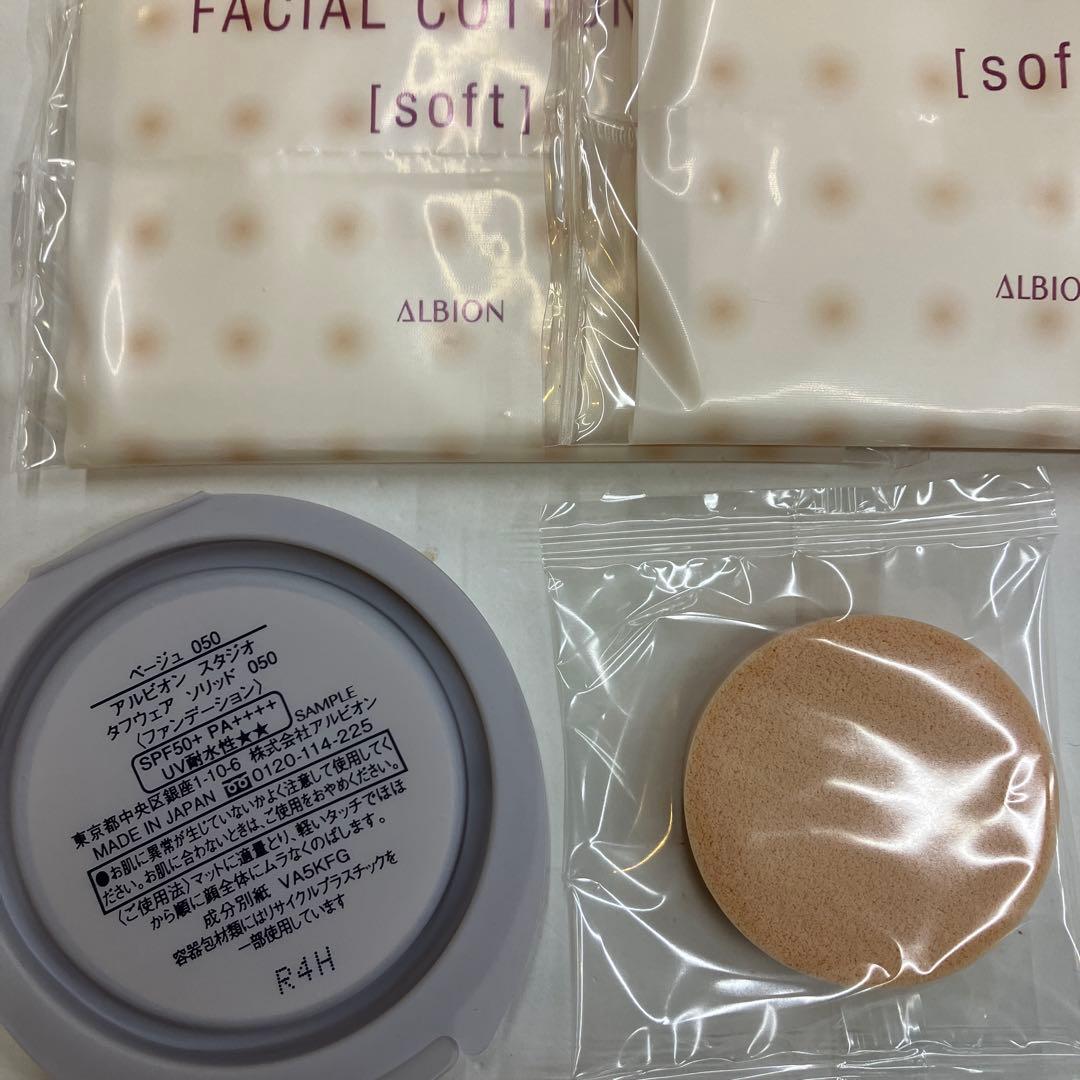 FACIAL COTTON
[soft]
ALBION
[sof
ALBIO
ベージュ 050
アルビオン スタジオ
タフウェア ソリッド 050
〈ファンデーション〉
SPF50+ PA++++ SAMPLE
UV耐水性★★ 株式会社アルビオン
東京都中央区銀座1-10-6 0120-114-225
MADE IN JAPAN
●お肌に異常が生じていないかよく注意して使用してく
ださい。お肌に合わないときは、ご使用をおやめください。
〈ご使用法〉マットに適量とり、軽いタッチでほほ
から順に顔全体にムラなくのばします。
成分別紙 VA5KFG
容器包材類にはリサイクルプラスチックを
一部使用しています
R4H